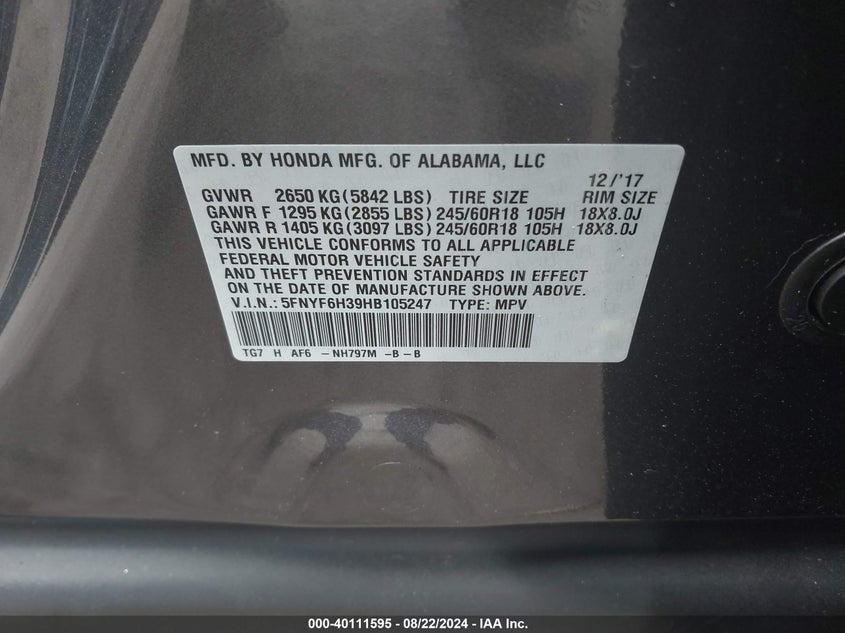 MFD. BY HONDA MFG. OF ALABAMA, LLC
12/'17
GVWR 2650 KG(5842 LBS) TIRE SIZE RIM SIZE
GAWR F 1295 KG(2855 LBS) 245/60R18 105H 18X8.0J
GAWR R 1405 KG(3097 LBS) 245/60R18 105H 18X8.0J
THIS VEHICLE CONFORMS TO ALL APPLICABLE
FEDERAL MOTOR VEHICLE SAFETY
AND THEFT PREVENTION STANDARDS IN EFFECT
ON THE DATE OF MANUFACTURE SHOWN ABOVE.
V.I.N.: 5FNYF6H39HB105247 TYPE: MPV
TG7 H AF6 -NH797M -B-B
000-40111595 - 08/22/2024 - IAA Inc.